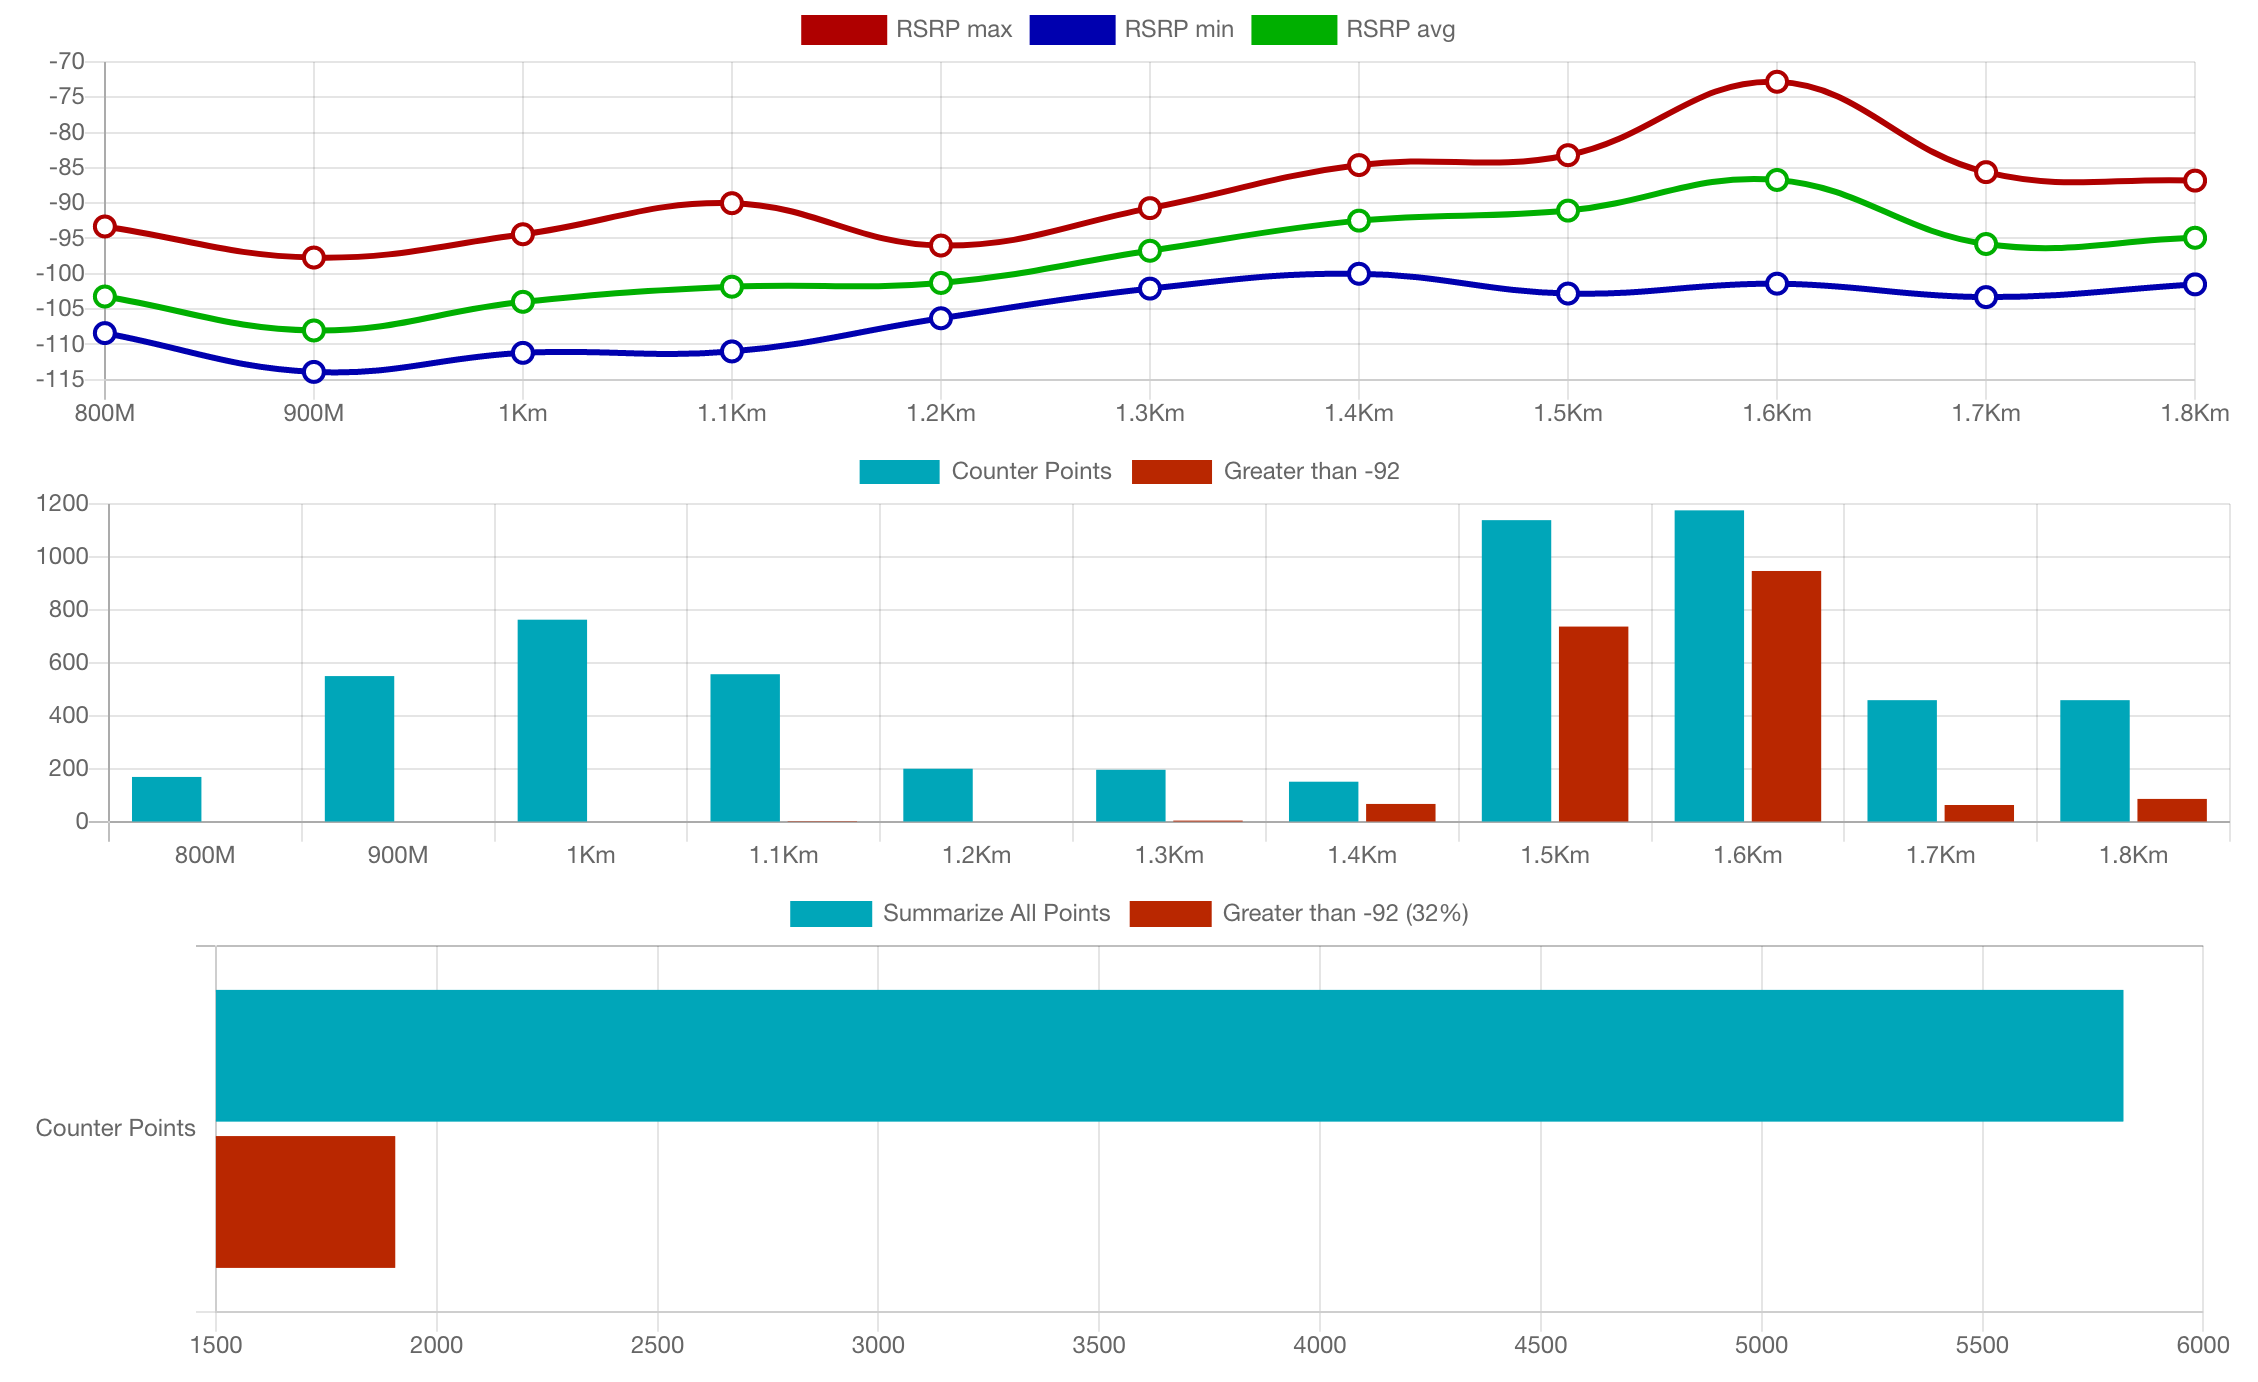 RSRP max RSRP min RSRP avg
-70
-75
-80
-85
-90
-95
-100
-105
-110
-115
800M 900M 1Km 1.1Km 1.2Km 1.3Km 1.4Km 1.5Km 1.6Km 1.7Km 1.8Km
Counter Points Greater than -92
1200
1000
800
600
400
200
0
800M 900M 1Km 1.1Km 1.2Km 1.3Km 1.4Km 1.5Km 1.6Km 1.7Km 1.8Km
Summarize All Points Greater than -92 (32%)
Counter Points
1500 2000 2500 3000 3500 4000 4500 5000 5500 6000